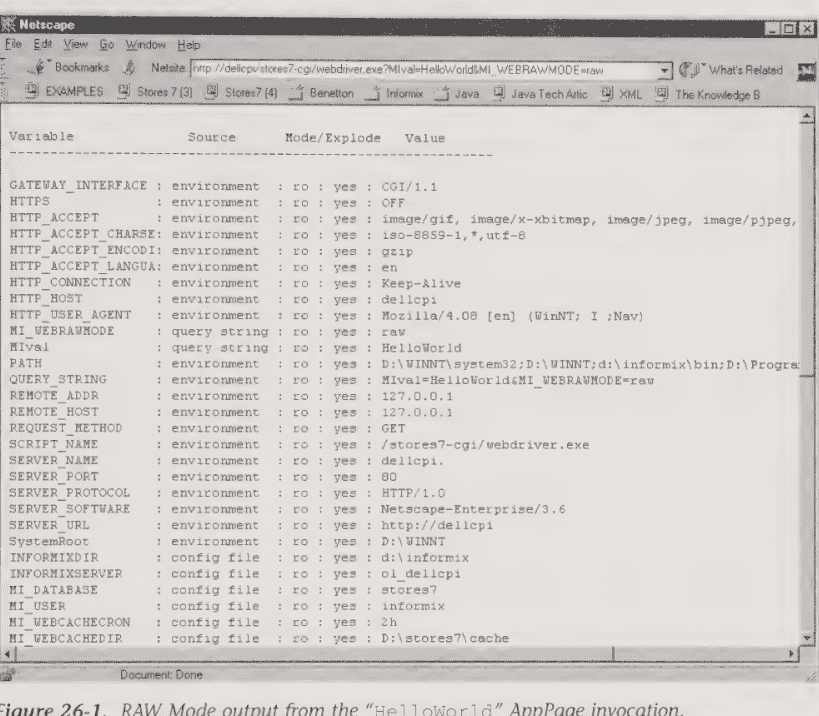 Netscape
File Edit View Go Window Help
Bookmarks Netsite: http://dellcpi/stores7-cgi/webdriver.exe?MIval=HelloWorld&MI_WEBRAWMODE=raw What's Related
EXAMPLES Stores 7 (3) Stores7 (4) Benetton Informix Java Java Tech Artic XML The Knowledge B
Variable Source Mode/Explode Value
------------------------------------------------------------
GATEWAY_INTERFACE : environment : ro : yes : CGI/1.1
HTTPS : environment : ro : yes : OFF
HTTP_ACCEPT : environment : ro : yes : image/gif, image/x-xbitmap, image/jpeg, image/pjpeg,
HTTP_ACCEPT_CHARSE: environment : ro : yes : iso-8859-1,*,utf-8
HTTP_ACCEPT_ENCODI: environment : ro : yes : gzip
HTTP_ACCEPT_LANGUA: environment : ro : yes : en
HTTP_CONNECTION : environment : ro : yes : Keep-Alive
HTTP_HOST : environment : ro : yes : dellcpi
HTTP_USER_AGENT : environment : ro : yes : Mozilla/4.08 [en] (WinNT; I ;Nav)
MI_WEBRAWMODE : query string : ro : yes : raw
MIval : query string : ro : yes : HelloWorld
PATH : environment : ro : yes : D:\WINNT\system32;D:\WINNT;d:\informix\bin;D:\Progra
QUERY_STRING : environment : ro : yes : MIval=HelloWorld&MI_WEBRAWMODE=raw
REMOTE_ADDR : environment : ro : yes : 127.0.0.1
REMOTE_HOST : environment : ro : yes : 127.0.0.1
REQUEST_METHOD : environment : ro : yes : GET
SCRIPT_NAME : environment : ro : yes : /stores7-cgi/webdriver.exe
SERVER_NAME : environment : ro : yes : dellcpi.
SERVER_PORT : environment : ro : yes : 80
SERVER_PROTOCOL : environment : ro : yes : HTTP/1.0
SERVER_SOFTWARE : environment : ro : yes : Netscape-Enterprise/3.6
SERVER_URL : environment : ro : yes : http://dellcpi
SystemRoot : environment : ro : yes : D:\WINNT
INFORMIXDIR : config file : ro : yes : d:\informix
INFORMIXSERVER : config file : ro : yes : ol_dellcpi
MI_DATABASE : config file : ro : yes : stores7
MI_USER : config file : ro : yes : informix
MI_WEBCACHECRON : config file : ro : yes : 2h
MI_WEBCACHEDIR : config file : ro : yes : D:\stores7\cache
Document: Done
Figure 26-1. RAW Mode output from the "HelloWorld" AppPage invocation.